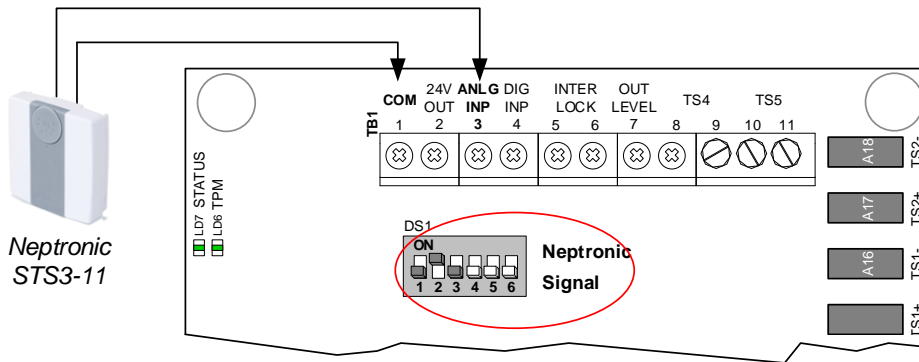 24V ANLG DIG INTER OUT
COM OUT INP INP LOCK LEVEL TS4 TS5
TB1
1 2 3 4 5 6 7 8 9 10 11
LD7 STATUS
LD6 TPM
DS1
ON
1 2 3 4 5 6
Neptronic
Signal
A18 TS2-
A17 TS2+
A16 TS1-
TS1+
Neptronic
STS3-11